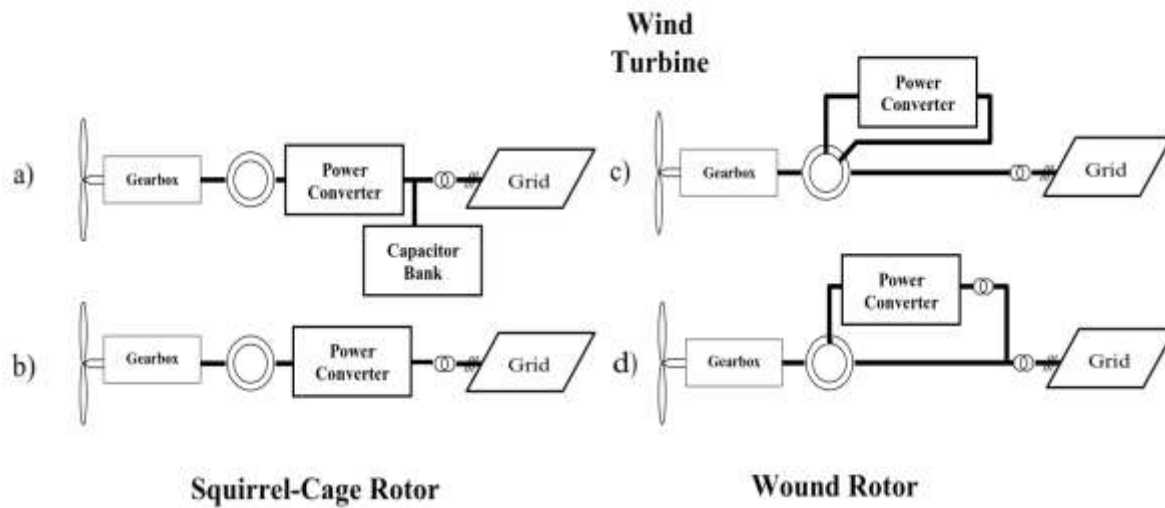 Wind
Turbine
a)
Gearbox
Power
Converter
Grid
Capacitor
Bank
b)
Gearbox
Power
Converter
Grid
Squirrel-Cage Rotor
c)
Gearbox
Power
Converter
Grid
d)
Gearbox
Power
Converter
Grid
Wound Rotor